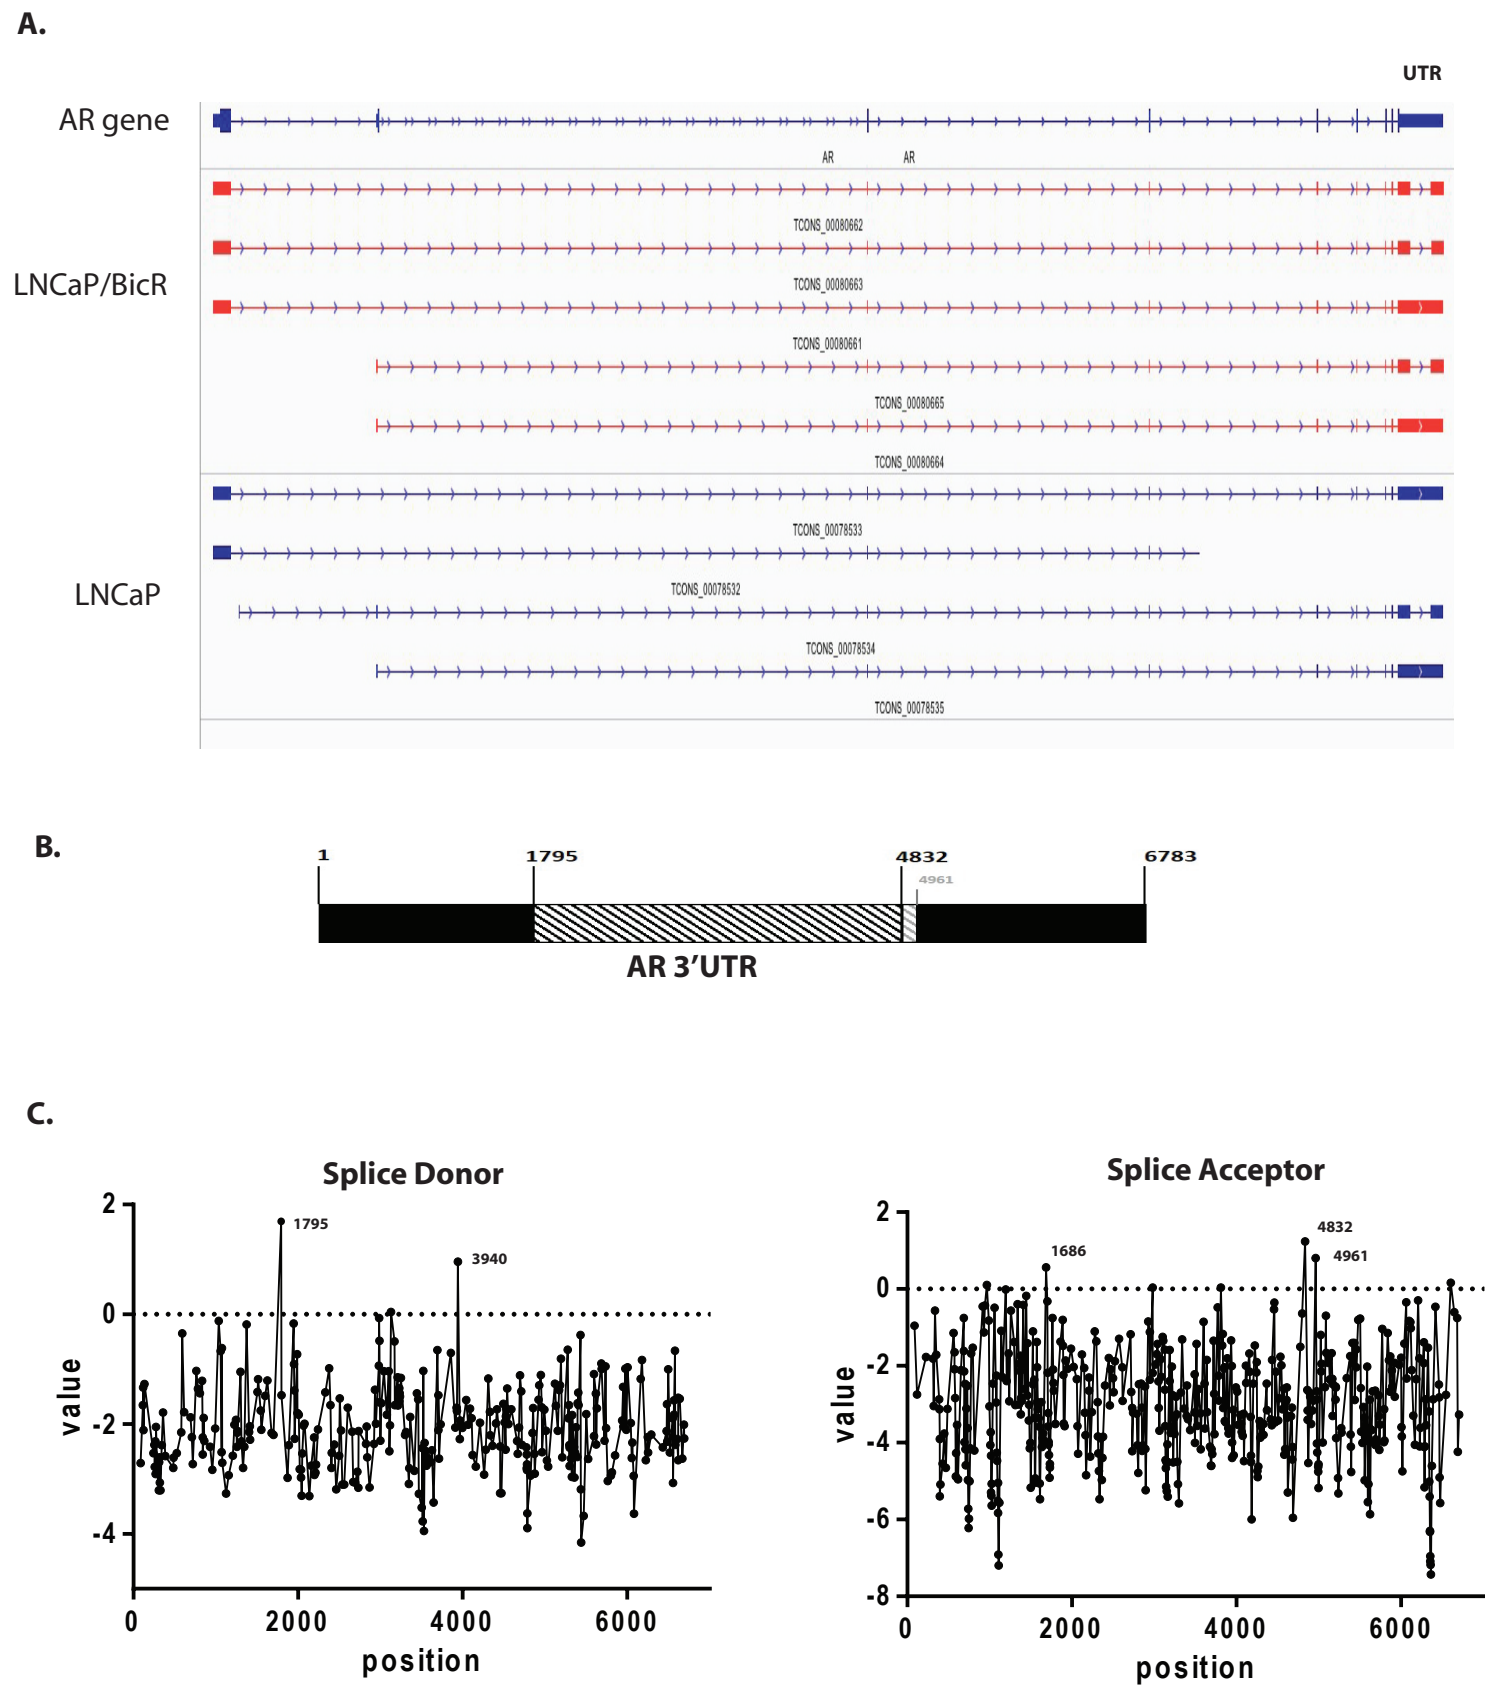 A.
UTR
AR gene
AR AR
TCONS_00080662
LNCaP/BicR
TCONS_00080663
TCONS_00080661
TCONS_00080665
TCONS_00080664
TCONS_00078533
LNCaP
TCONS_00078532
TCONS_00078534
TCONS_00078535
B.
1 1795 4832 6783
4961
AR 3′UTR
C.
Splice Donor
2
0
-2
-4
value
1795
3940
0 2000 4000 6000
position
Splice Acceptor
2
0
-2
-4
-6
-8
value
1686
4832
4961
0 2000 4000 6000
position